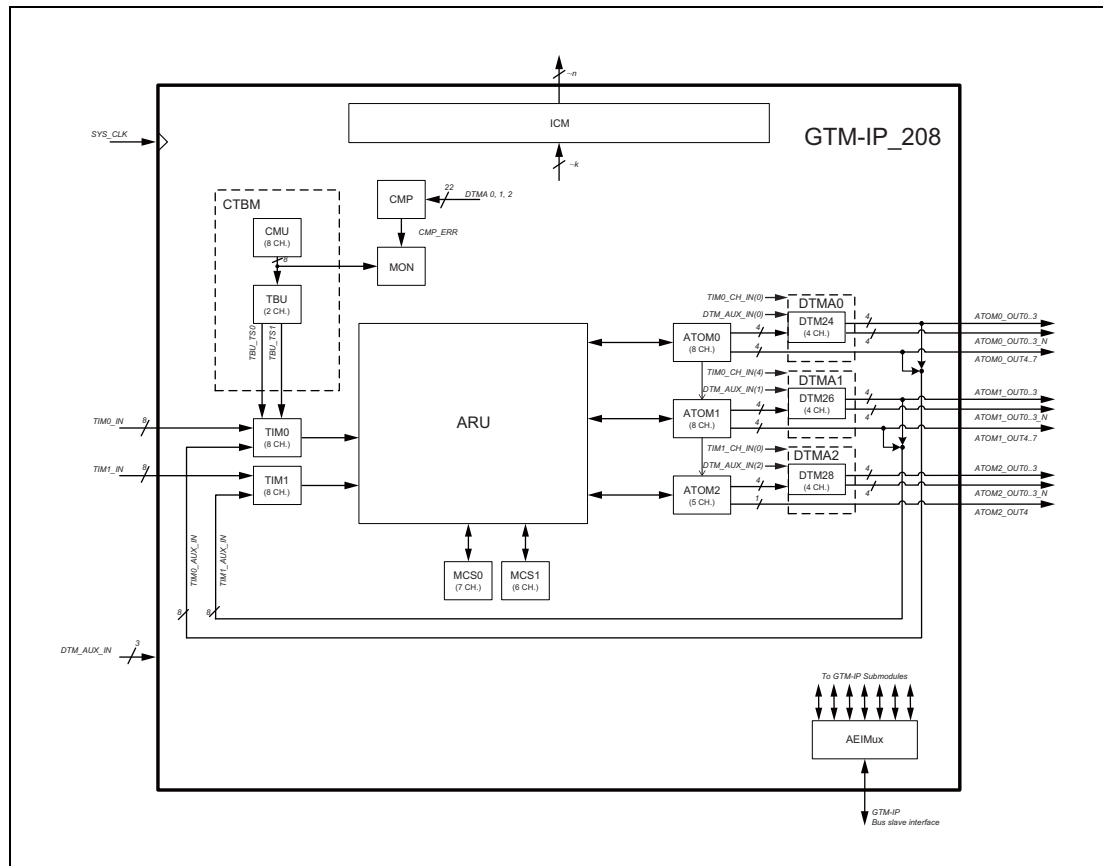 ~n
ICM
GTM-IP_208
SYS_CLK
~k
22
DTMA 0, 1, 2
CMP
CTBM
CMU
(8 CH.)
CMP_ERR
8
MON
TBU
(2 CH.)
TBU_TS0
TBU_TS1
TIM0_CH_IN(0)
DTMA0
DTM_AUX_IN(0)
DTM24
(4 CH.)
4
4
ATOM0_OUT0..3
ATOM0
(8 CH.)
4
4
ATOM0_OUT0..3_N
ATOM0_OUT4..7
TIM0_CH_IN(4)
DTMA1
DTM_AUX_IN(1)
DTM26
(4 CH.)
4
4
ATOM1_OUT0..3
ARU
ATOM1
(8 CH.)
4
4
ATOM1_OUT0..3_N
ATOM1_OUT4..7
TIM0_IN
8
TIM0
(8 CH.)
TIM1_CH_IN(0)
DTMA2
DTM_AUX_IN(2)
DTM28
(4 CH.)
4
4
ATOM2_OUT0..3
TIM1_IN
8
TIM1
(8 CH.)
ATOM2
(5 CH.)
4
1
ATOM2_OUT0..3_N
ATOM2_OUT4
TIM0_AUX_IN
TIM1_AUX_IN
MCS0
(7 CH.)
MCS1
(6 CH.)
8
8
DTM_AUX_IN
3
To GTM-IP Submodules
AEIMux
GTM-IP
Bus slave interface